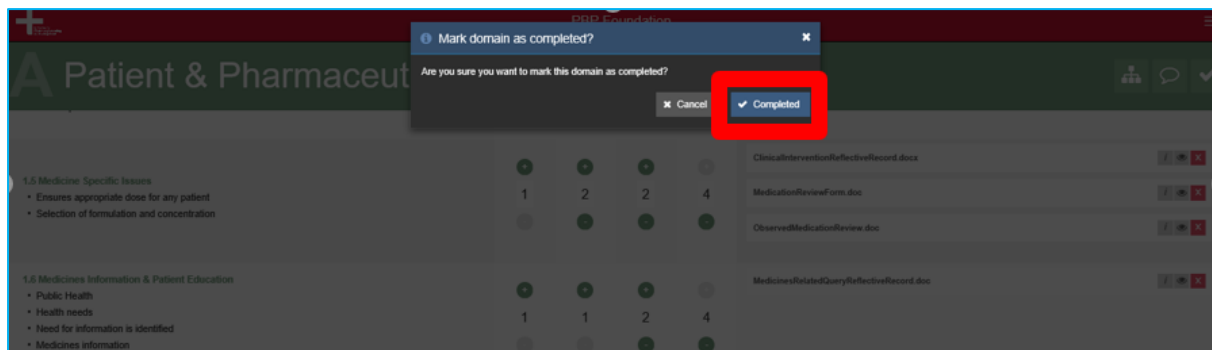 PRP Foundation
Mark domain as completed?
Are you sure you want to mark this domain as completed?
Cancel
Completed
A Patient & Pharmaceut
1.5 Medicine Specific Issues
• Ensures appropriate dose for any patient
• Selection of formulation and concentration
1 2 2 4
ClinicalInterventionReflectiveRecord.docx
MedicationReviewForm.doc
ObservedMedicationReview.doc
1.6 Medicines Information & Patient Education
• Public Health
• Health needs
• Need for information is identified
• Medicines information
1 1 2 4
MedicinesRelatedQueryReflectiveRecord.doc